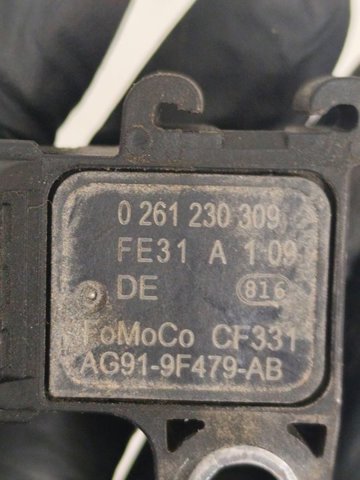 0 261 230 309
FE31 A 1 09
DE 816
FoMoCo CF331
AG91-9F479-AB